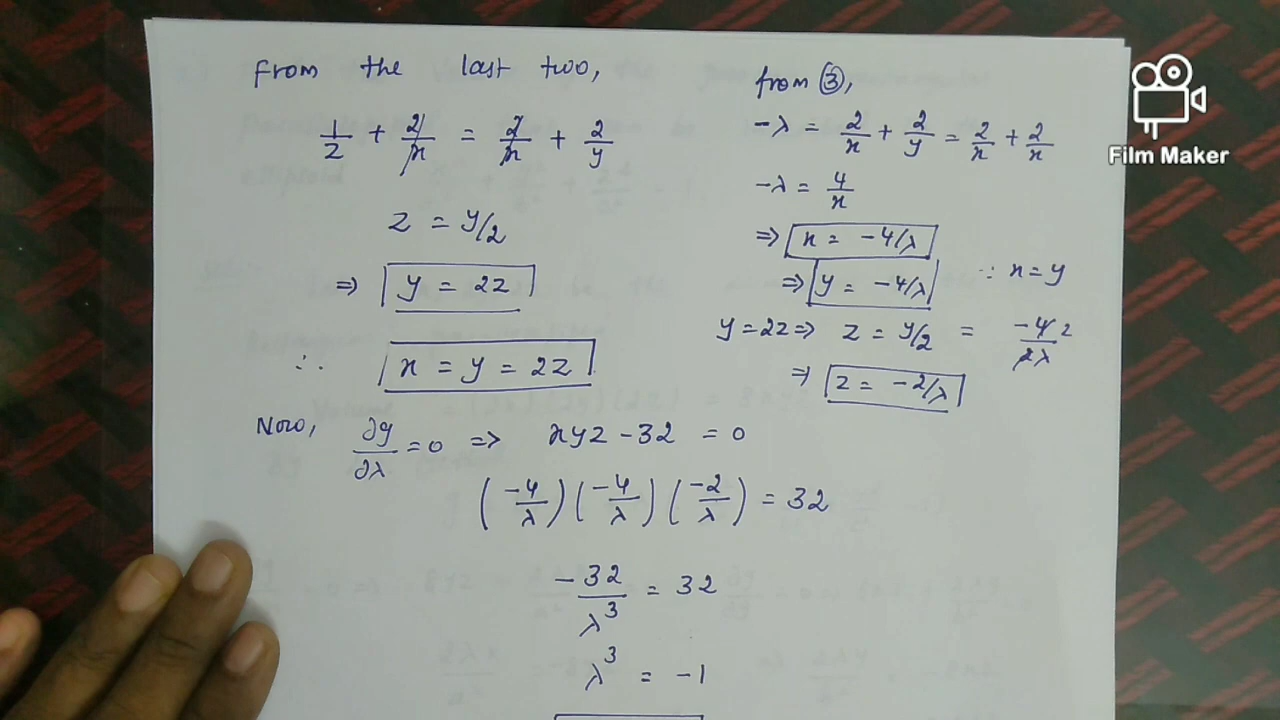 from the last two,
1/z + 2/x = 2/x + 2/y
z = y/2
⇒ y = 2z
∴ x = y = 2z
from ③,
-λ = 2/x + 2/y = 2/x + 2/x
-λ = 4/x
⇒ x = -4/λ
⇒ y = -4/λ ∵ x = y
y = 2z ⇒ z = y/2 = -4 2/2λ
⇒ z = -2/λ
Now, ∂g/∂λ = 0 ⇒ xyz - 32 = 0
(-4/λ) (-4/λ) (-2/λ) = 32
-32/λ³ = 32
λ³ = -1
Film Maker